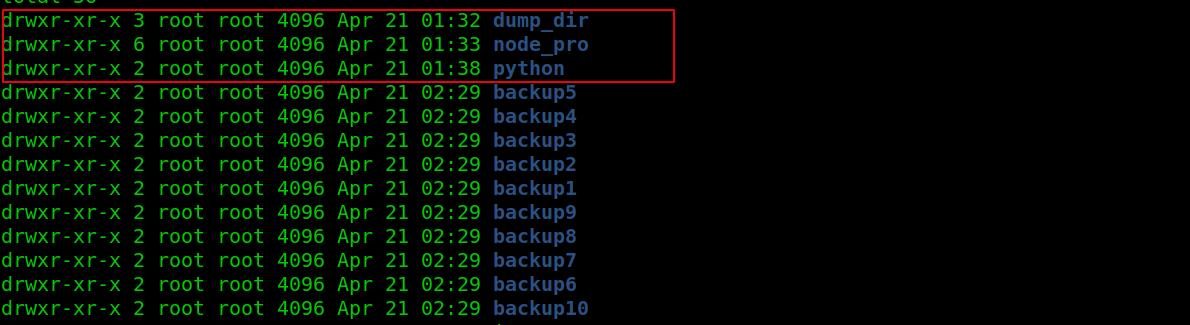 drwxr-xr-x 3 root root 4096 Apr 21 01:32 dump_dir
drwxr-xr-x 6 root root 4096 Apr 21 01:33 node_pro
drwxr-xr-x 2 root root 4096 Apr 21 01:38 python
drwxr-xr-x 2 root root 4096 Apr 21 02:29 backup5
drwxr-xr-x 2 root root 4096 Apr 21 02:29 backup4
drwxr-xr-x 2 root root 4096 Apr 21 02:29 backup3
drwxr-xr-x 2 root root 4096 Apr 21 02:29 backup2
drwxr-xr-x 2 root root 4096 Apr 21 02:29 backup1
drwxr-xr-x 2 root root 4096 Apr 21 02:29 backup9
drwxr-xr-x 2 root root 4096 Apr 21 02:29 backup8
drwxr-xr-x 2 root root 4096 Apr 21 02:29 backup7
drwxr-xr-x 2 root root 4096 Apr 21 02:29 backup6
drwxr-xr-x 2 root root 4096 Apr 21 02:29 backup10